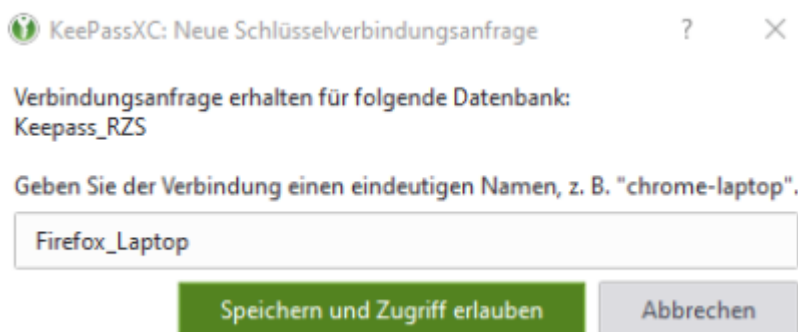 KeePassXC: Neue Schlüsselverbindungsanfrage ?
Verbindungsanfrage erhalten für folgende Datenbank:
Keepass_RZS
Geben Sie der Verbindung einen eindeutigen Namen, z. B. "chrome-laptop".
Firefox_Laptop
Speichern und Zugriff erlauben Abbrechen